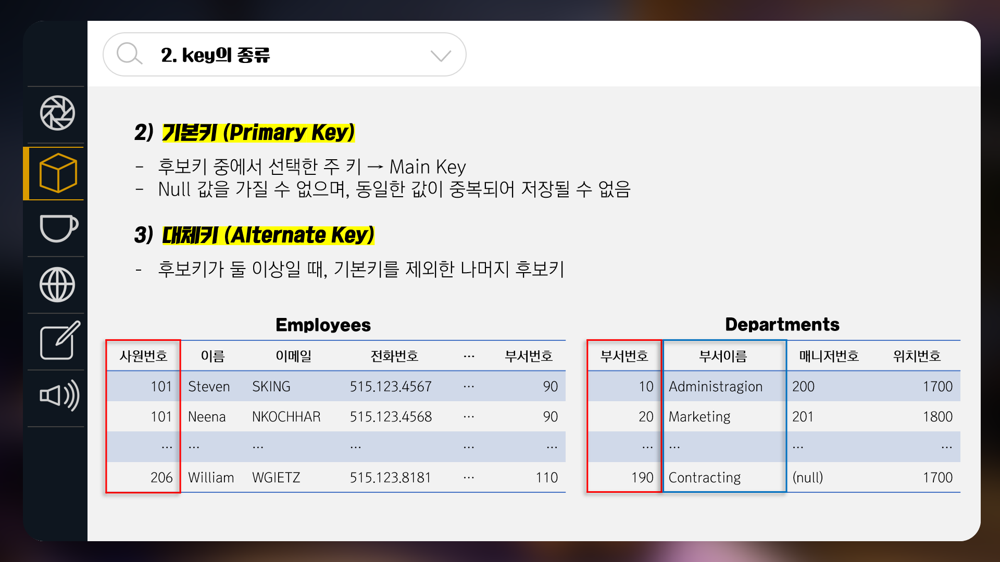 2. key의 종류
2) 기본키 (Primary Key)
- 후보키 중에서 선택한 주 키 → Main Key
- Null 값을 가질 수 없으며, 동일한 값이 중복되어 저장될 수 없음
3) 대체키 (Alternate Key)
- 후보키가 둘 이상일 때, 기본키를 제외한 나머지 후보키
Employees
사원번호 이름 이메일 전화번호 … 부서번호
101 Steven SKING 515.123.4567 … 90
101 Neena NKOCHHAR 515.123.4568 … 90
… … … … … …
206 William WGIETZ 515.123.8181 … 110
Departments
부서번호 부서이름 매니저번호 위치번호
10 Administragion 200 1700
20 Marketing 201 1800
… … … …
190 Contracting (null) 1700